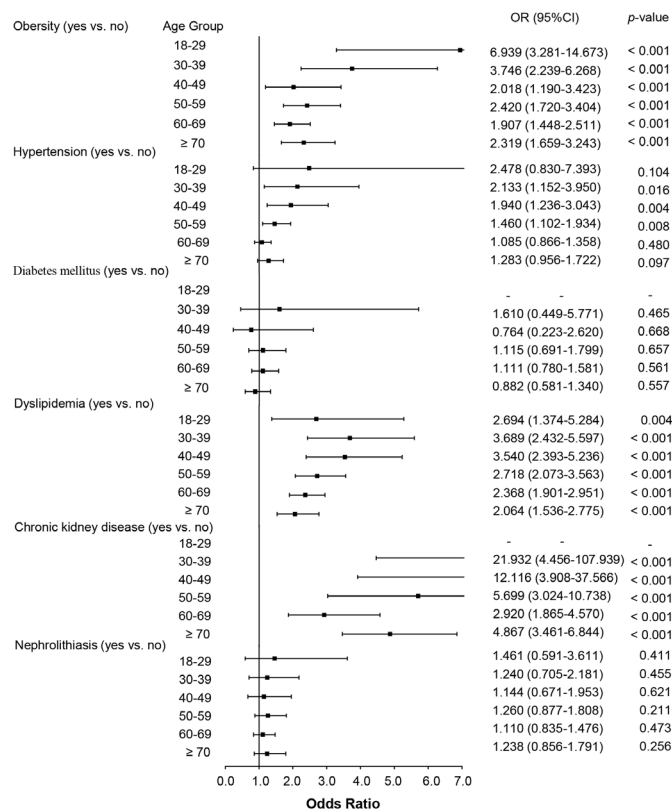 OR (95%CI) p-value
Obersity (yes vs. no) Age Group
18-29 6.939 (3.281-14.673) < 0.001
30-39 3.746 (2.239-6.268) < 0.001
40-49 2.018 (1.190-3.423) < 0.001
50-59 2.420 (1.720-3.404) < 0.001
60-69 1.907 (1.448-2.511) < 0.001
≥ 70 2.319 (1.659-3.243) < 0.001
Hypertension (yes vs. no)
18-29 2.478 (0.830-7.393) 0.104
30-39 2.133 (1.152-3.950) 0.016
40-49 1.940 (1.236-3.043) 0.004
50-59 1.460 (1.102-1.934) 0.008
60-69 1.085 (0.866-1.358) 0.480
≥ 70 1.283 (0.956-1.722) 0.097
Diabetes mellitus (yes vs. no)
18-29 - - -
30-39 1.610 (0.449-5.771) 0.465
40-49 0.764 (0.223-2.620) 0.668
50-59 1.115 (0.691-1.799) 0.657
60-69 1.111 (0.780-1.581) 0.561
≥ 70 0.882 (0.581-1.340) 0.557
Dyslipidemia (yes vs. no)
18-29 2.694 (1.374-5.284) 0.004
30-39 3.689 (2.432-5.597) < 0.001
40-49 3.540 (2.393-5.236) < 0.001
50-59 2.718 (2.073-3.563) < 0.001
60-69 2.368 (1.901-2.951) < 0.001
≥ 70 2.064 (1.536-2.775) < 0.001
Chronic kidney disease (yes vs. no)
18-29 - - -
30-39 21.932 (4.456-107.939) < 0.001
40-49 12.116 (3.908-37.566) < 0.001
50-59 5.699 (3.024-10.738) < 0.001
60-69 2.920 (1.865-4.570) < 0.001
≥ 70 4.867 (3.461-6.844) < 0.001
Nephrolithiasis (yes vs. no)
18-29 1.461 (0.591-3.611) 0.411
30-39 1.240 (0.705-2.181) 0.455
40-49 1.144 (0.671-1.953) 0.621
50-59 1.260 (0.877-1.808) 0.211
60-69 1.110 (0.835-1.476) 0.473
≥ 70 1.238 (0.856-1.791) 0.256
0.0 1.0 2.0 3.0 4.0 5.0 6.0 7.0
Odds Ratio